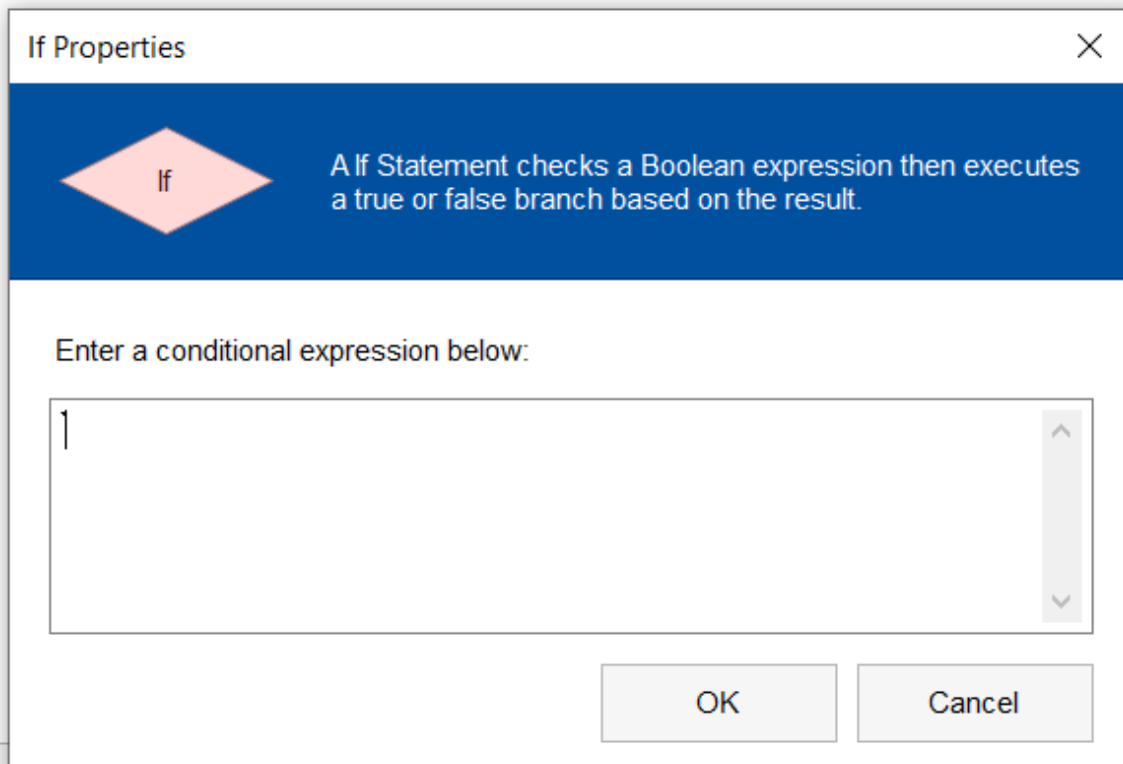 If Properties
If
A If Statement checks a Boolean expression then executes
a true or false branch based on the result.
Enter a conditional expression below:
OK
Cancel